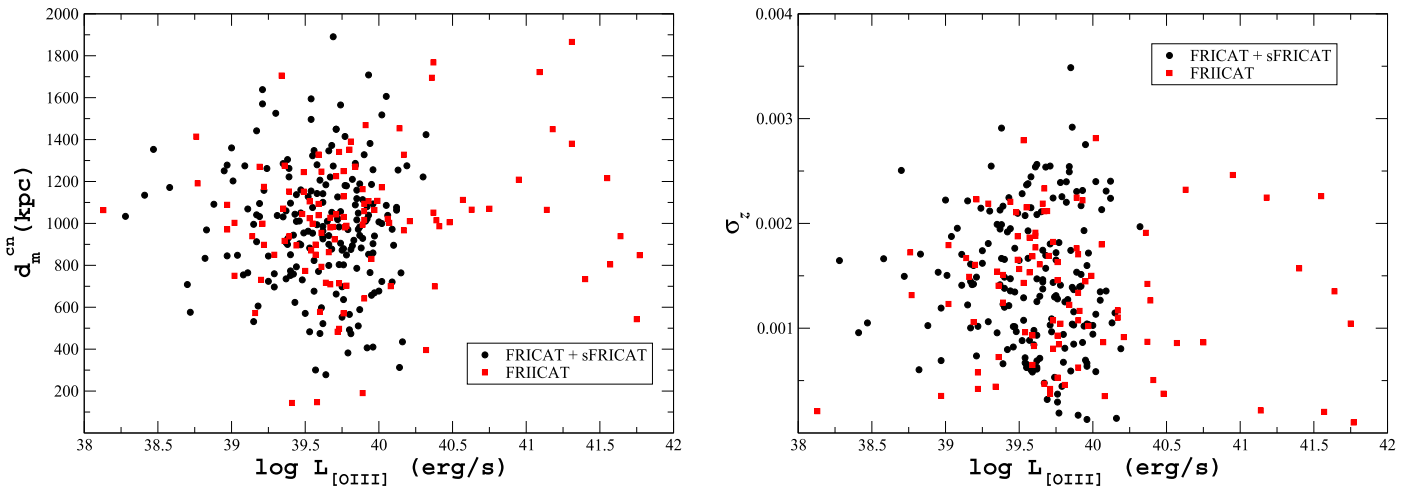 2000
1800
1600
1400
1200
1000
800
600
400
200
d_m^cn (kpc)
FRICAT + sFRICAT
FRIICAT
38 38.5 39 39.5 40 40.5 41 41.5 42
log L_[OIII] (erg/s)
0.004
0.003
0.002
0.001
σ_z
FRICAT + sFRICAT
FRIICAT
38 38.5 39 39.5 40 40.5 41 41.5 42
log L_[OIII] (erg/s)